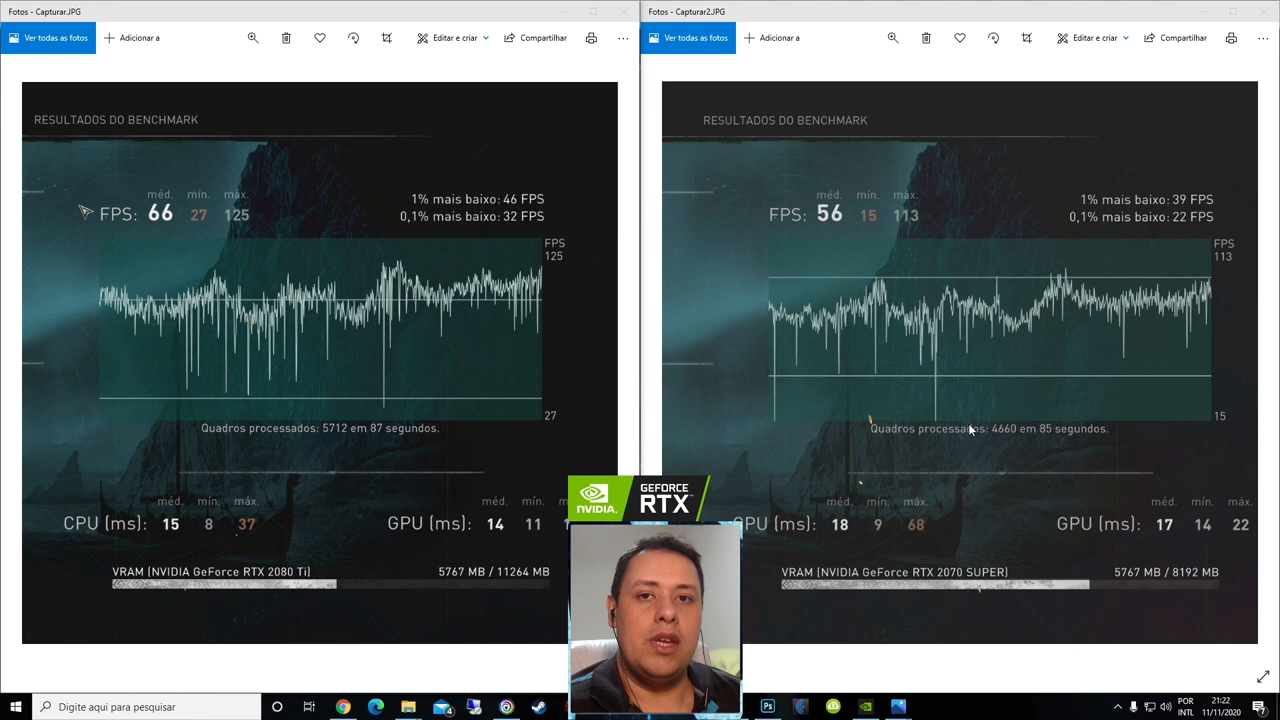 Fotos - Capturar.JPG
Ver todas as fotos
Adicionar a
Editar e criar
Compartilhar
RESULTADOS DO BENCHMARK
méd. mín. máx.
FPS: 66 27 125
1% mais baixo: 46 FPS
0,1% mais baixo: 32 FPS
FPS
125
27
Quadros processados: 5712 em 87 segundos.
méd. mín. máx. méd. mín.
CPU (ms): 15 8 37 GPU (ms): 14 11
VRAM (NVIDIA GeForce RTX 2080 Ti) 5767 MB / 11264 MB
Fotos - Capturar2.JPG
Ver todas as fotos
Adicionar a
Editar e criar
Compartilhar
RESULTADOS DO BENCHMARK
méd. mín. máx.
FPS: 56 15 113
1% mais baixo: 39 FPS
0,1% mais baixo: 22 FPS
FPS
113
15
Quadros processados: 4660 em 85 segundos.
méd. mín. máx. méd. mín. máx.
CPU (ms): 18 9 68 GPU (ms): 17 14 22
VRAM (NVIDIA GeForce RTX 2070 SUPER) 5767 MB / 8192 MB
NVIDIA.
GEFORCE
RTX
Digite aqui para pesquisar
POR
INTL
21:22
11/11/2020